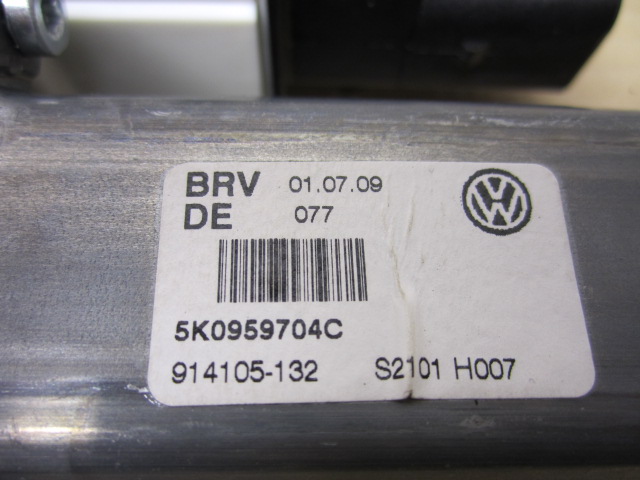 BRV 01.07.09
DE 077
5K0959704C
914105-132 S2101 H007